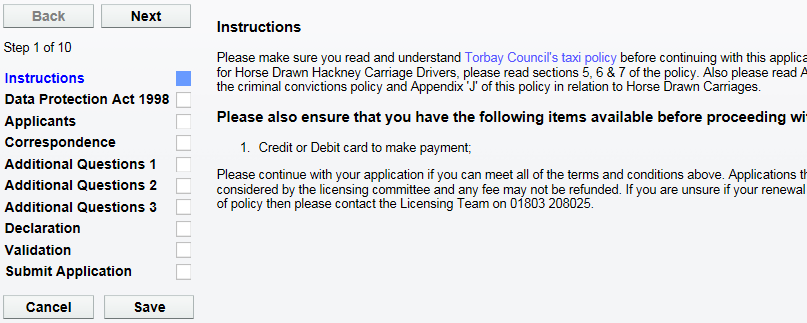 Back Next
Step 1 of 10
Instructions
Data Protection Act 1998
Applicants
Correspondence
Additional Questions 1
Additional Questions 2
Additional Questions 3
Declaration
Validation
Submit Application
Cancel Save
Instructions
Please make sure you read and understand Torbay Council's taxi policy before continuing with this applica
for Horse Drawn Hackney Carriage Drivers, please read sections 5, 6 & 7 of the policy. Also please read A
the criminal convictions policy and Appendix 'J' of this policy in relation to Horse Drawn Carriages.
Please also ensure that you have the following items available before proceeding wi
1. Credit or Debit card to make payment;
Please continue with your application if you can meet all of the terms and conditions above. Applications th
considered by the licensing committee and any fee may not be refunded. If you are unsure if your renewal
of policy then please contact the Licensing Team on 01803 208025.